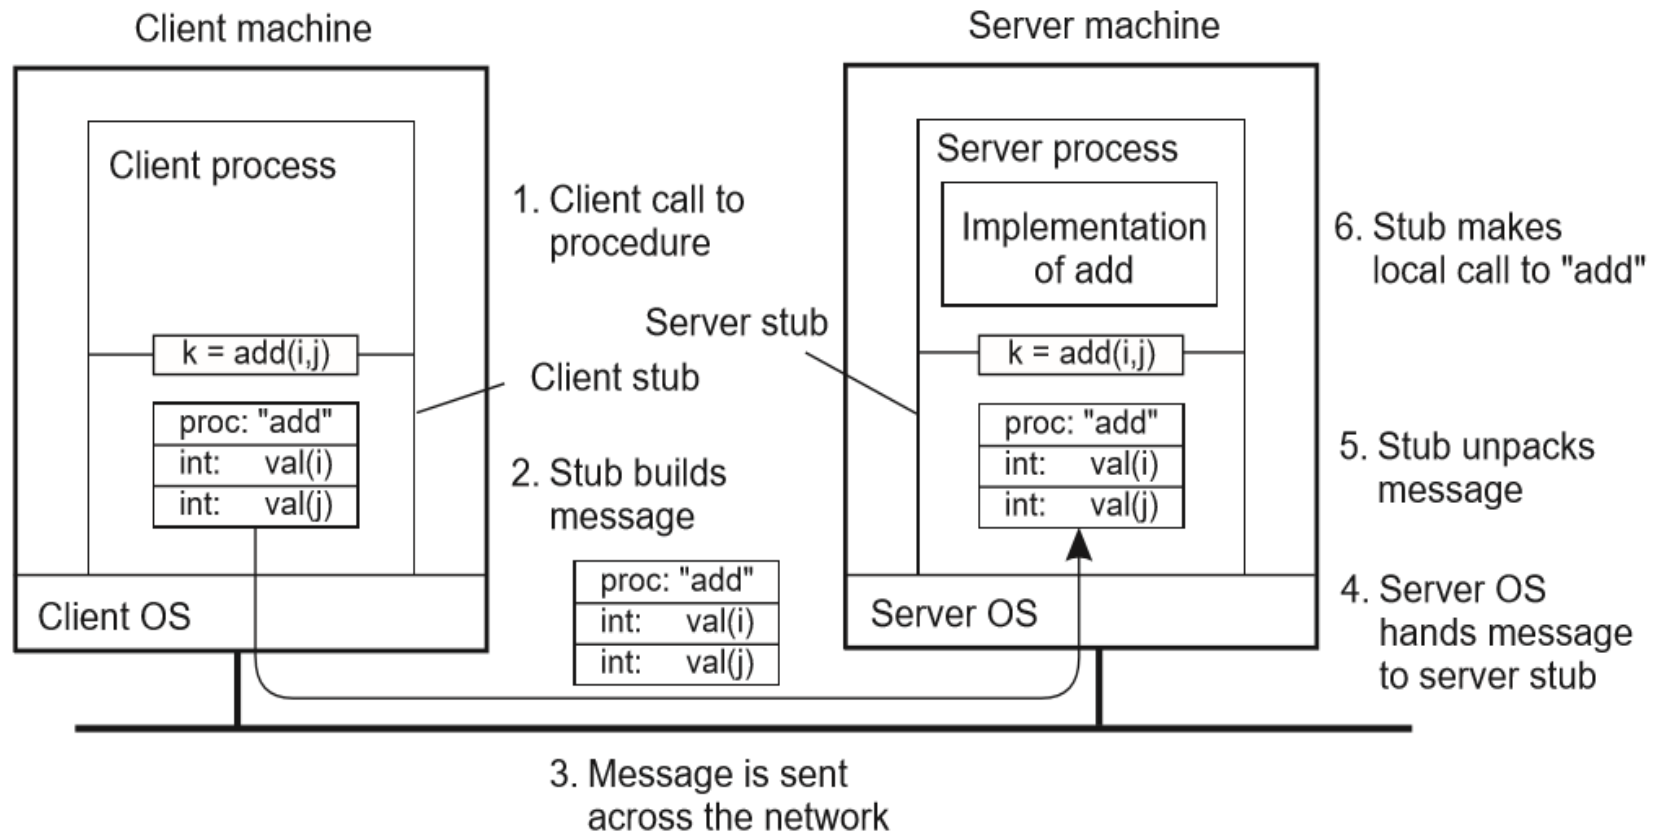 Client machine
Client process
k = add(i,j)
proc: "add"
int: val(i)
int: val(j)
Client OS
1. Client call to
procedure
Server stub
Client stub
2. Stub builds
message
proc: "add"
int: val(i)
int: val(j)
3. Message is sent
across the network
Server machine
Server process
Implementation
of add
k = add(i,j)
proc: "add"
int: val(i)
int: val(j)
Server OS
6. Stub makes
local call to "add"
5. Stub unpacks
message
4. Server OS
hands message
to server stub